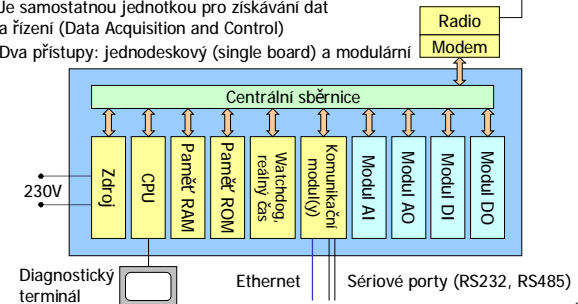 Je samostatnou jednotkou pro získávání dat
a řízení (Data Acquisition and Control)
Dva přístupy: jednodeskový (single board) a modulární
Radio
Modem
Centrální sběrnice
230V
Zdroj
CPU
Paměť RAM
Paměť ROM
Watchdog,
reálný čas
Komunikační
modul(y)
Modul AI
Modul AO
Modul DI
Modul DO
Diagnostický
terminál
Ethernet
Sériové porty (RS232, RS485)